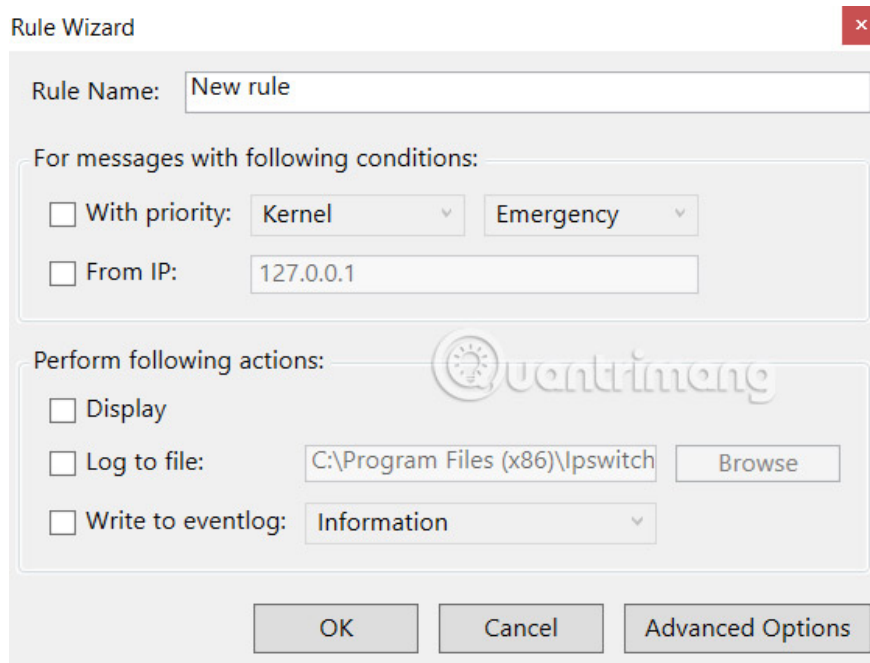 Rule Wizard
Rule Name: New rule
For messages with following conditions:
With priority: Kernel Emergency
From IP: 127.0.0.1
Perform following actions:
Quantrimang
Display
Log to file: C:\Program Files (x86)\Ipswitch Browse
Write to eventlog: Information
OK Cancel Advanced Options